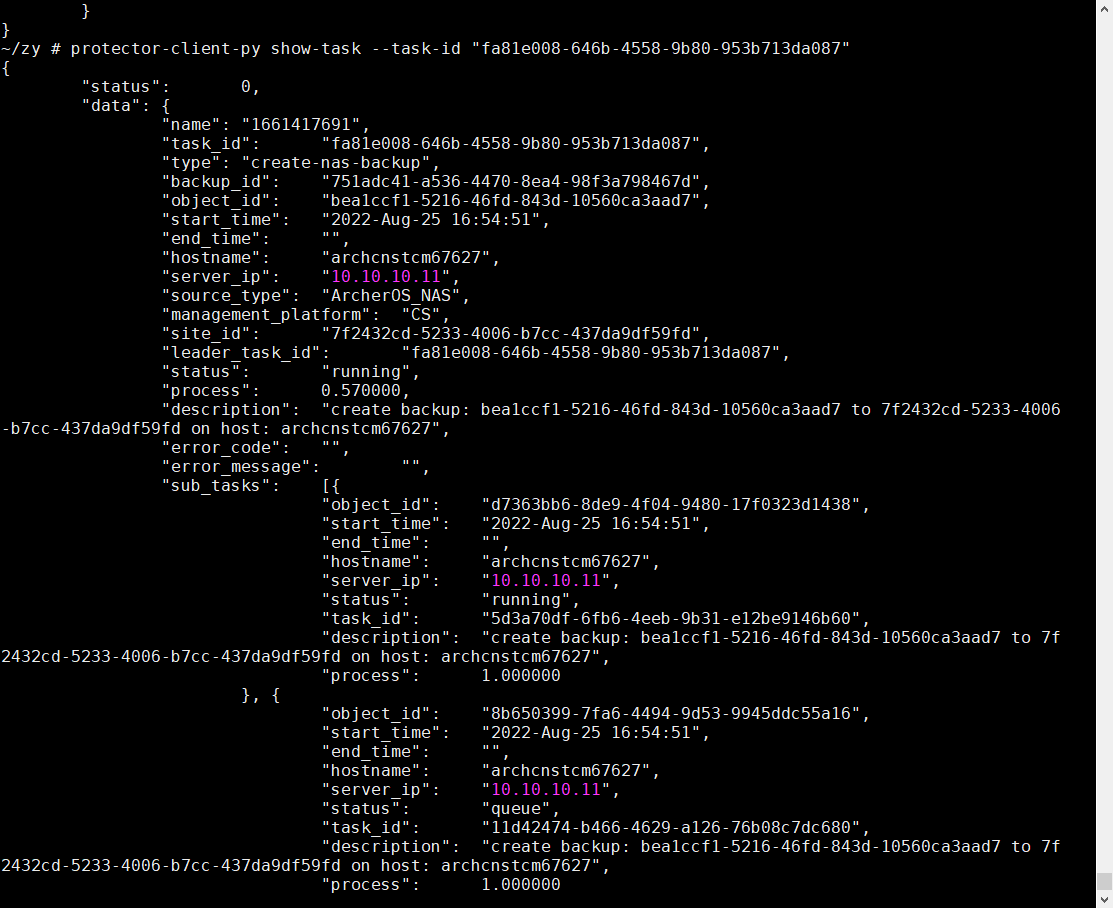 }
}
~/zy # protector-client-py show-task --task-id "fa81e008-646b-4558-9b80-953b713da087"
{
"status": 0,
"data": {
"name": "1661417691",
"task_id": "fa81e008-646b-4558-9b80-953b713da087",
"type": "create-nas-backup",
"backup_id": "751adc41-a536-4470-8ea4-98f3a798467d",
"object_id": "bea1ccf1-5216-46fd-843d-10560ca3aad7",
"start_time": "2022-Aug-25 16:54:51",
"end_time": "",
"hostname": "archcnstcm67627",
"server_ip": "10.10.10.11",
"source_type": "ArcherOS_NAS",
"management_platform": "CS",
"site_id": "7f2432cd-5233-4006-b7cc-437da9df59fd",
"leader_task_id": "fa81e008-646b-4558-9b80-953b713da087",
"status": "running",
"process": 0.570000,
"description": "create backup: bea1ccf1-5216-46fd-843d-10560ca3aad7 to 7f2432cd-5233-4006
-b7cc-437da9df59fd on host: archcnstcm67627",
"error_code": "",
"error_message": "",
"sub_tasks": [{
"object_id": "d7363bb6-8de9-4f04-9480-17f0323d1438",
"start_time": "2022-Aug-25 16:54:51",
"end_time": "",
"hostname": "archcnstcm67627",
"server_ip": "10.10.10.11",
"status": "running",
"task_id": "5d3a70df-6fb6-4eeb-9b31-e12be9146b60",
"description": "create backup: bea1ccf1-5216-46fd-843d-10560ca3aad7 to 7f
2432cd-5233-4006-b7cc-437da9df59fd on host: archcnstcm67627",
"process": 1.000000
}, {
"object_id": "8b650399-7fa6-4494-9d53-9945ddc55a16",
"start_time": "2022-Aug-25 16:54:51",
"end_time": "",
"hostname": "archcnstcm67627",
"server_ip": "10.10.10.11",
"status": "queue",
"task_id": "11d42474-b466-4629-a126-76b08c7dc680",
"description": "create backup: bea1ccf1-5216-46fd-843d-10560ca3aad7 to 7f
2432cd-5233-4006-b7cc-437da9df59fd on host: archcnstcm67627",
"process": 1.000000